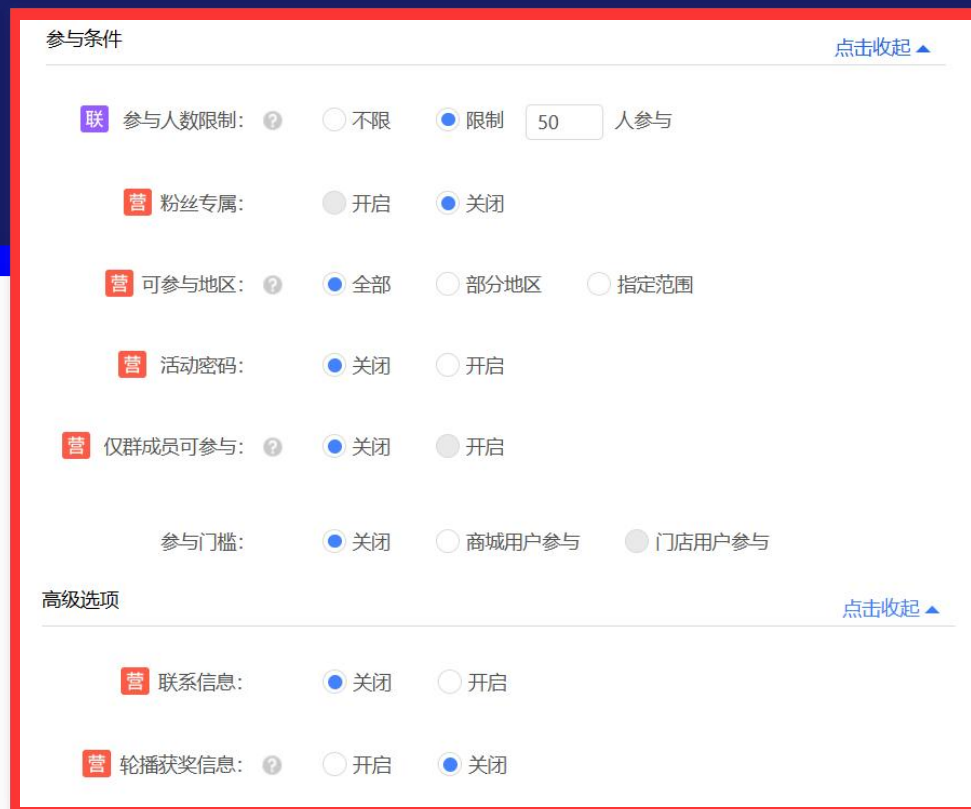 参与条件 点击收起
联 参与人数限制： ? 不限 限制 50 人参与
营 粉丝专属： 开启 关闭
营 可参与地区： ? 全部 部分地区 指定范围
营 活动密码： 关闭 开启
营 仅群成员可参与： ? 关闭 开启
参与门槛： 关闭 商城用户参与 门店用户参与
高级选项 点击收起
营 联系信息： 关闭 开启
营 轮播获奖信息： ? 开启 关闭